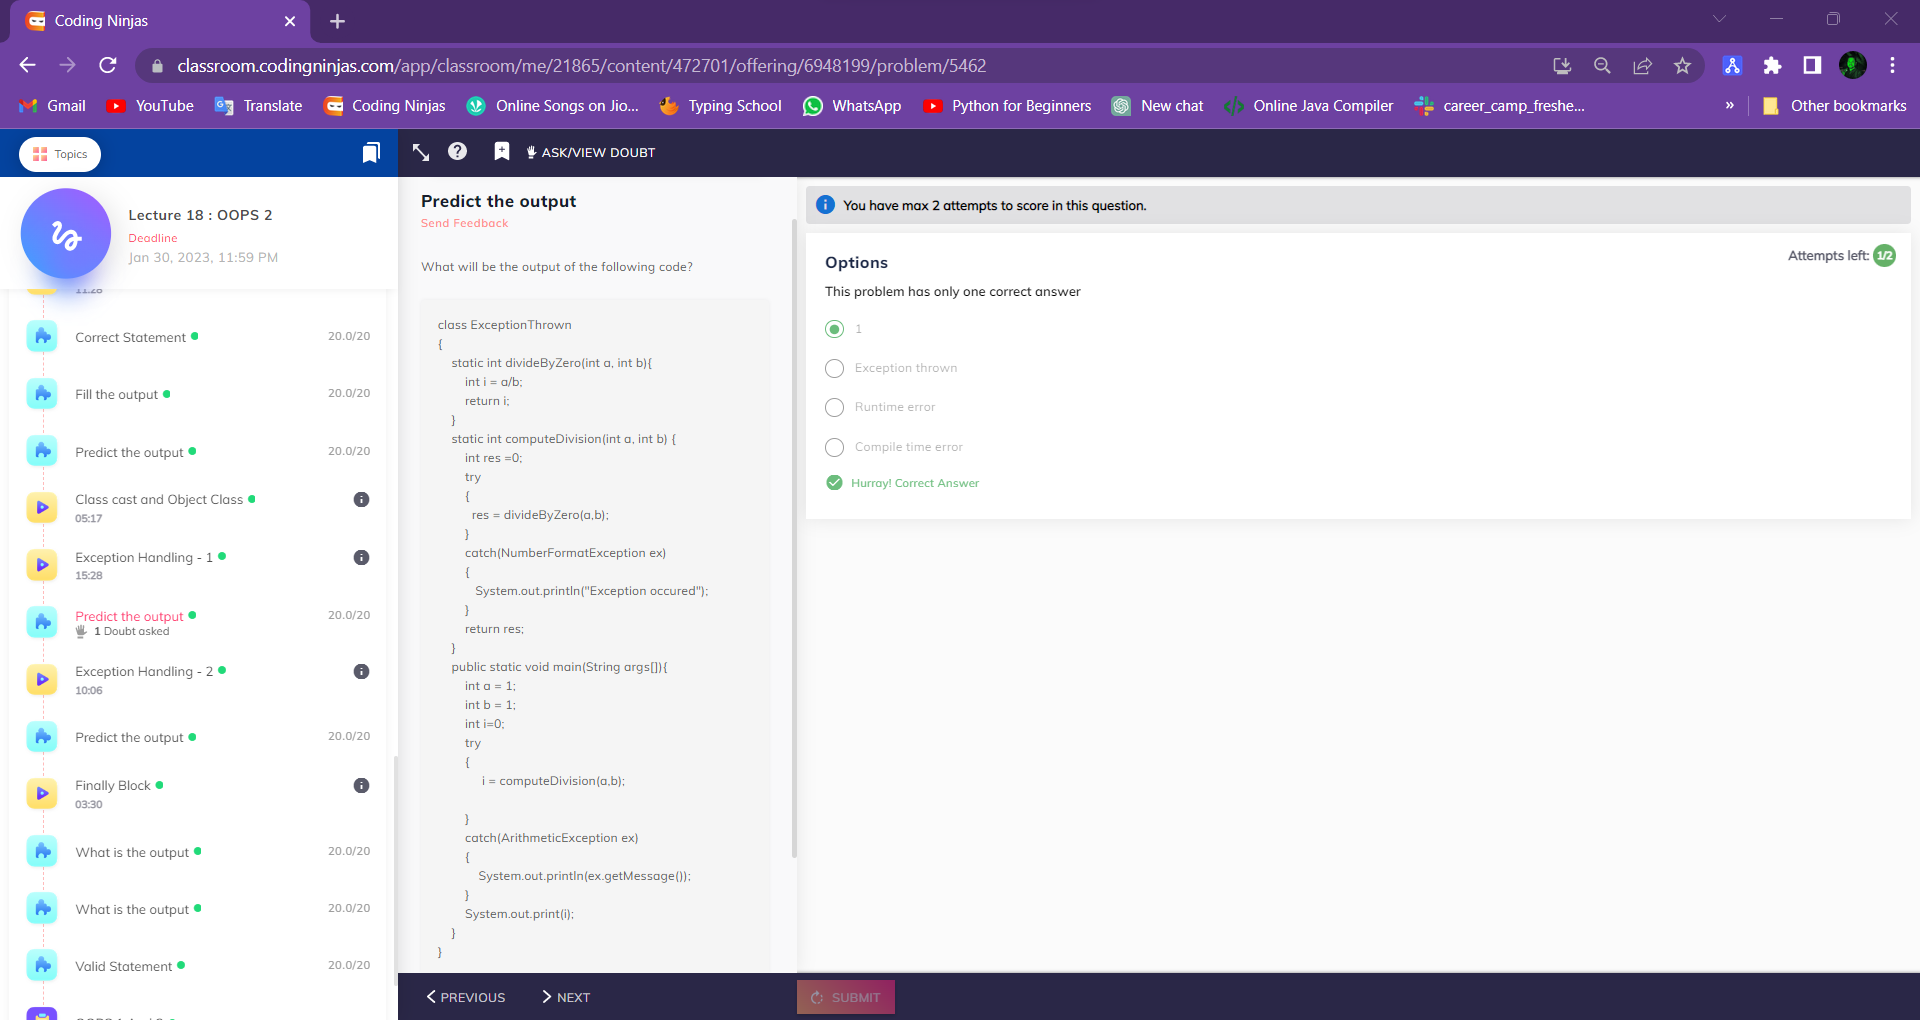 Coding Ninjas
classroom.codingninjas.com/app/classroom/me/21865/content/472701/offering/6948199/problem/5462
Gmail YouTube Translate Coding Ninjas Online Songs on Jio... Typing School WhatsApp Python for Beginners New chat Online Java Compiler career_camp_freshe... » Other bookmarks
Topics
ASK/VIEW DOUBT
Lecture 18 : OOPS 2
Deadline
Jan 30, 2023, 11:59 PM
11:28
Correct Statement 20.0/20
Fill the output 20.0/20
Predict the output 20.0/20
Class cast and Object Class
05:17
Exception Handling - 1
15:28
Predict the output 20.0/20
1 Doubt asked
Exception Handling - 2
10:06
Predict the output 20.0/20
Finally Block
03:30
What is the output 20.0/20
What is the output 20.0/20
Valid Statement 20.0/20
Predict the output
Send Feedback
What will be the output of the following code?
class ExceptionThrown
{
static int divideByZero(int a, int b){
int i = a/b;
return i;
}
static int computeDivision(int a, int b) {
int res =0;
try
{
res = divideByZero(a,b);
}
catch(NumberFormatException ex)
{
System.out.println("Exception occured");
}
return res;
}
public static void main(String args[]){
int a = 1;
int b = 1;
int i=0;
try
{
i = computeDivision(a,b);
}
catch(ArithmeticException ex)
{
System.out.println(ex.getMessage());
}
System.out.print(i);
}
}
PREVIOUS NEXT
You have max 2 attempts to score in this question.
Options
Attempts left: 1/2
This problem has only one correct answer
1
Exception thrown
Runtime error
Compile time error
Hurray! Correct Answer
SUBMIT